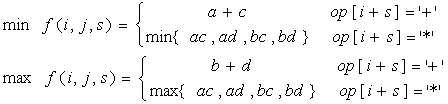 min f(i, j, s) = { a + c op[i + s] = '+'
min{ ac, ad, bc, bd } op[i + s] = '*'
max f(i, j, s) = { b + d op[i + s] = '+'
max{ ac, ad, bc, bd } op[i + s] = '*'